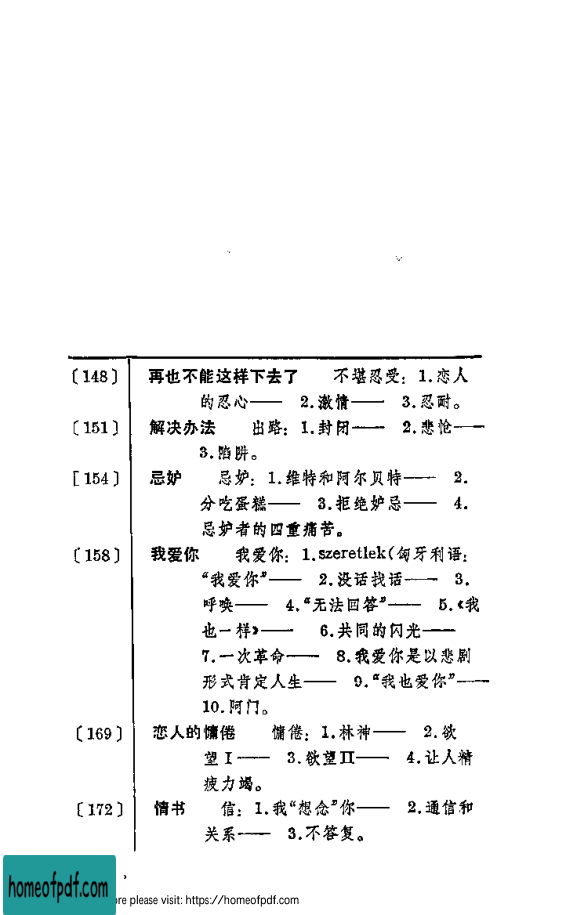 〔148〕 再也不能这样下去了 不堪忍受：1.恋人
的忍心—— 2.激情—— 3.忍耐。
〔151〕 解决办法 出路：1.封闭—— 2.悲怆——
3.陷阱。
〔154〕 忌妒 忌妒：1.维特和阿尔贝特—— 2.
分吃蛋糕—— 3.拒绝妒忌—— 4.
忌妒者的四重痛苦。
〔158〕 我爱你 我爱你：1.szeretlek(匈牙利语：
“我爱你”—— 2.没话找话—— 3.
呼唤—— 4.“无法回答”—— 5.《我
也一样》—— 6.共同的闪光——
7.一次革命—— 8.我爱你是以悲剧
形式肯定人生—— 9.“我也爱你”——
10.阿门。
〔169〕 恋人的慵倦 慵倦：1.林神—— 2.欲
望Ⅰ—— 3.欲望Ⅱ—— 4.让人精
疲力竭。
〔172〕 情书 信：1.我“想念”你—— 2.通信和
关系—— 3.不答复。
homeofpdf.com
re please visit: https://homeofpdf.com